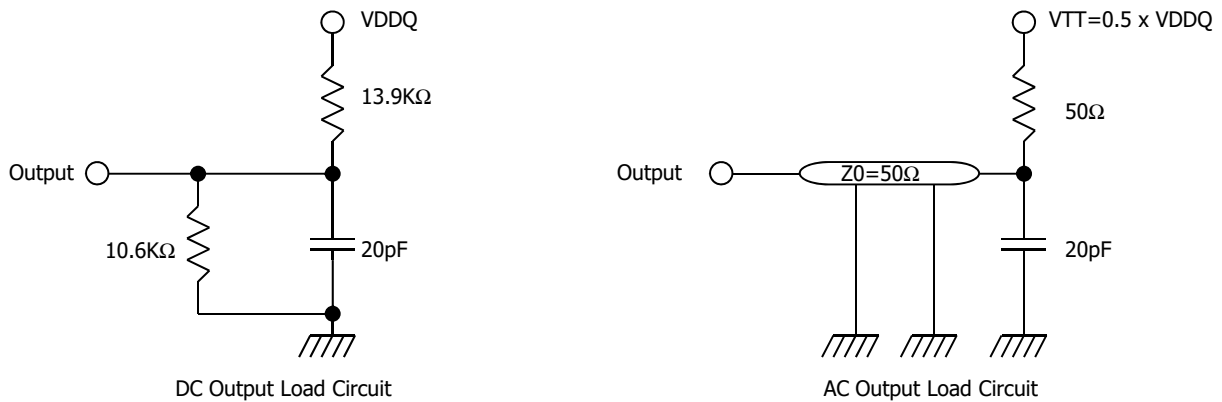 VDDQ
13.9KΩ
Output
10.6KΩ
20pF
DC Output Load Circuit
VTT=0.5 x VDDQ
50Ω
Output
Z0=50Ω
20pF
AC Output Load Circuit